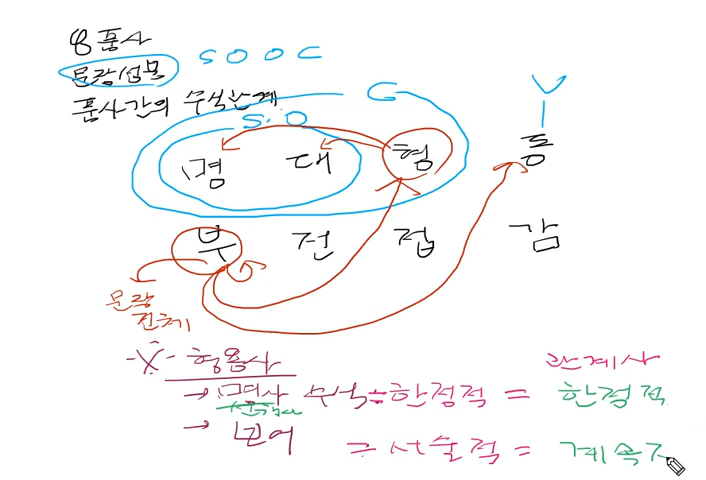 8품사
문장성분 S O O C
품사간의 수식관계 C
S.O V
명 대 형 동
부 전 접 감
문장
전체
-X- 형용사 관계사
→ 명사 수식 = 한정적 = 한정적
→ 보어 = 서술적 = 계속적